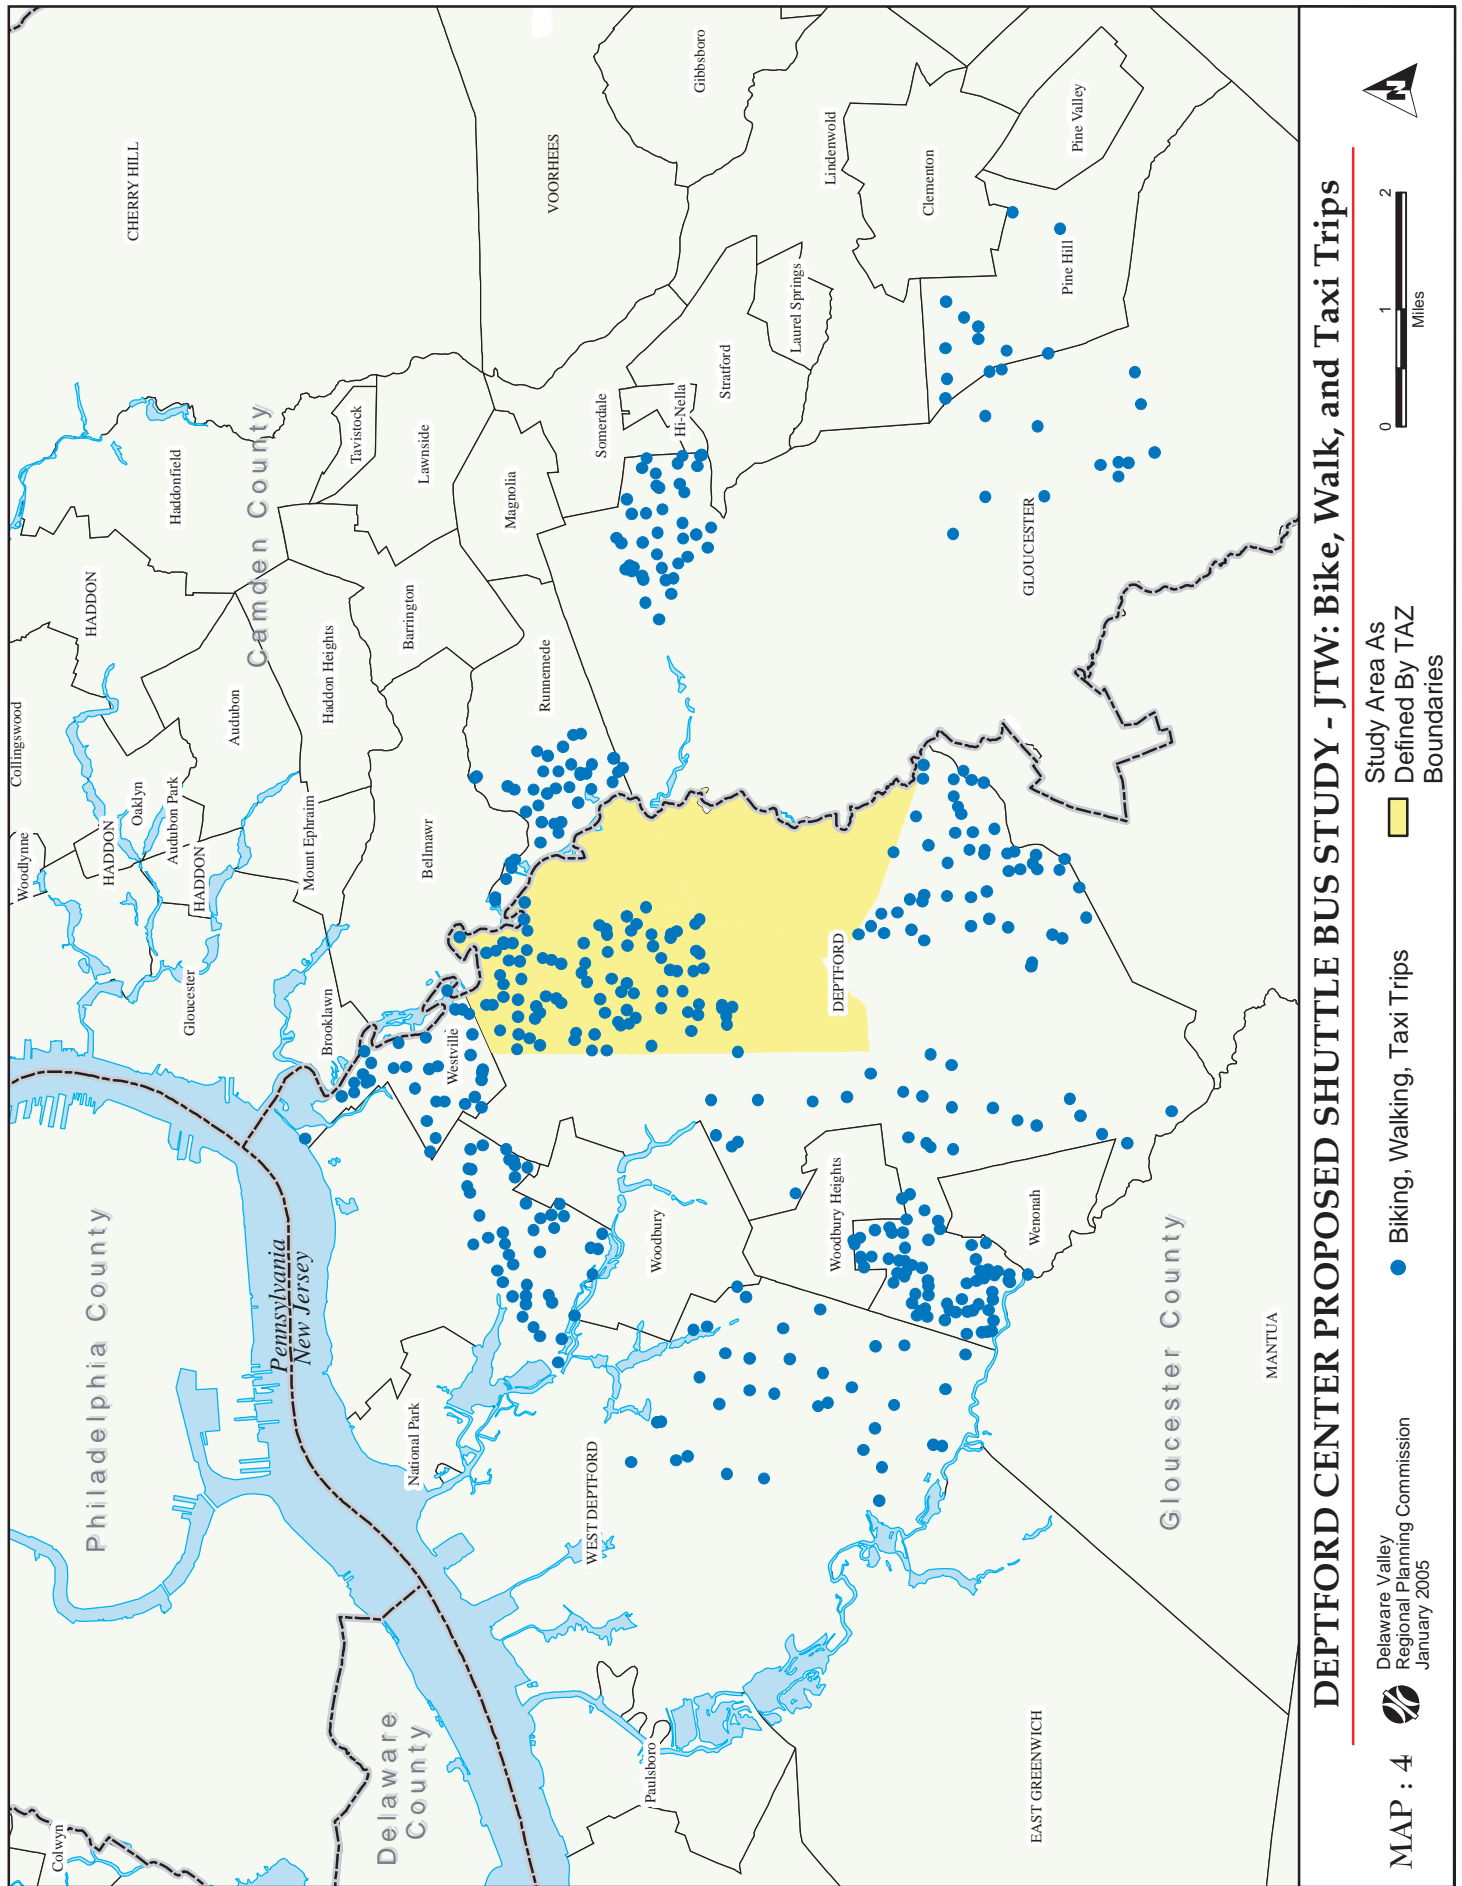 Colwyn
Philadelphia County
Delaware
County
Pennsylvania
New Jersey
Woodlynne
Collingswood
HADDON
Oaklyn
Audubon Park
HADDON
Gloucester
HADDON
Audubon
Haddonfield
CHERRY HILL
Camden County
Mount Ephraim
Haddon Heights
Tavistock
Brooklawn
Bellmawr
Barrington
Lawnside
National Park
Westville
Runnemede
Magnolia
VOORHEES
WEST DEPTFORD
Somerdale
Paulsboro
Woodbury
Hi-Nella
Gibbsboro
Stratford
Laurel Springs
Woodbury Heights
DEPTFORD
Lindenwold
Clementon
EAST GREENWICH
Wenonah
GLOUCESTER
Pine Hill
Pine Valley
Gloucester County
MANTUA
DEPTFORD CENTER PROPOSED SHUTTLE BUS STUDY - JTW: Bike, Walk, and Taxi Trips
MAP : 4
Delaware Valley
Regional Planning Commission
January 2005
Biking, Walking, Taxi Trips
Study Area As
Defined By TAZ
Boundaries
0 1 2
Miles
N